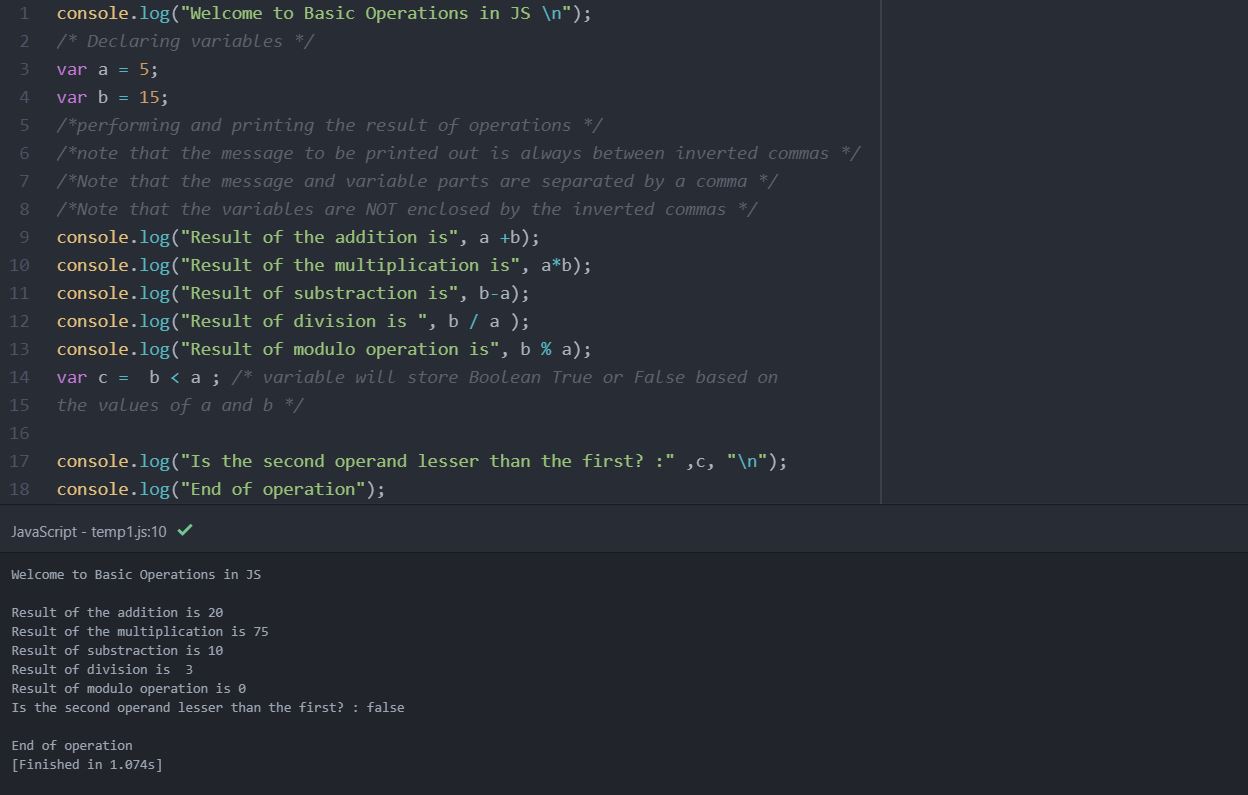 1 console.log("Welcome to Basic Operations in JS \n");
2 /* Declaring variables */
3 var a = 5;
4 var b = 15;
5 /*performing and printing the result of operations */
6 /*note that the message to be printed out is always between inverted commas */
7 /*Note that the message and variable parts are separated by a comma */
8 /*Note that the variables are NOT enclosed by the inverted commas */
9 console.log("Result of the addition is", a +b);
10 console.log("Result of the multiplication is", a*b);
11 console.log("Result of substraction is", b-a);
12 console.log("Result of division is ", b / a );
13 console.log("Result of modulo operation is", b % a);
14 var c =  b < a ; /* variable will store Boolean True or False based on
15 the values of a and b */
16
17 console.log("Is the second operand lesser than the first? :" ,c, "\n");
18 console.log("End of operation");
JavaScript - temp1.js:10 ✓
Welcome to Basic Operations in JS
Result of the addition is 20
Result of the multiplication is 75
Result of substraction is 10
Result of division is  3
Result of modulo operation is 0
Is the second operand lesser than the first? : false
End of operation
[Finished in 1.074s]